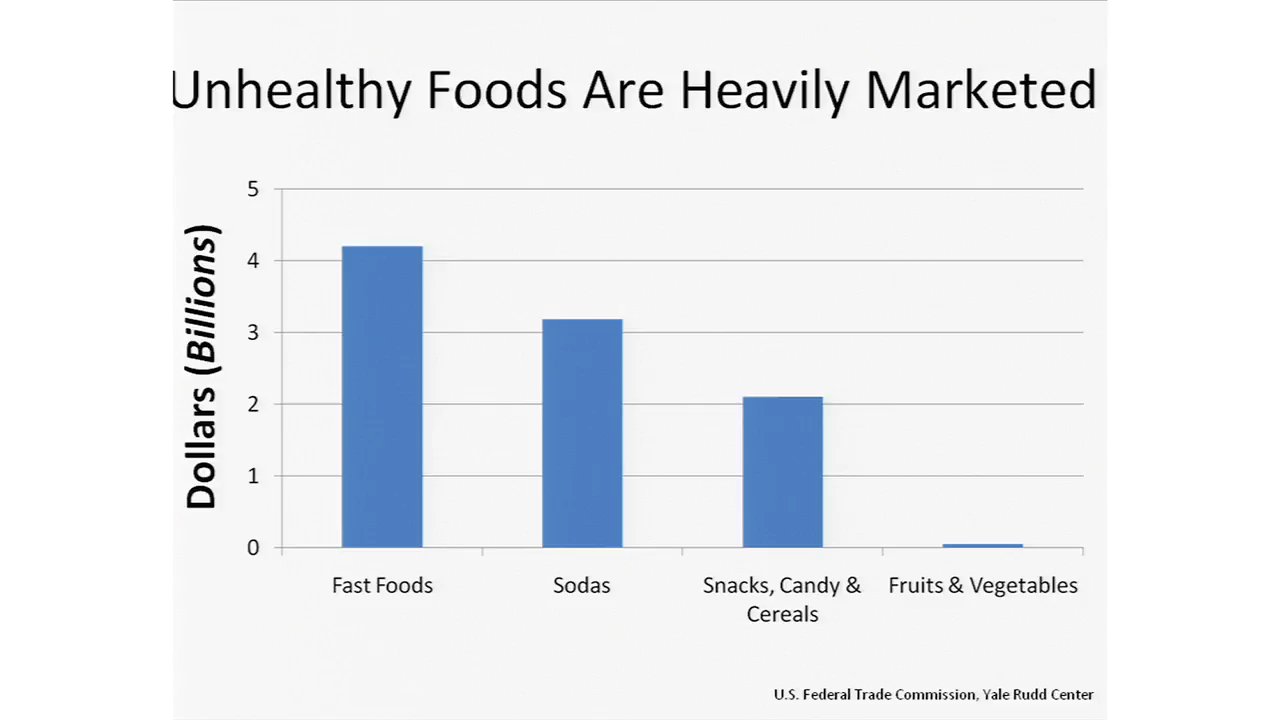 Unhealthy Foods Are Heavily Marketed
Dollars (Billions)
5
4
3
2
1
0
Fast Foods
Sodas
Snacks, Candy &
Cereals
Fruits & Vegetables
U.S. Federal Trade Commission, Yale Rudd Center